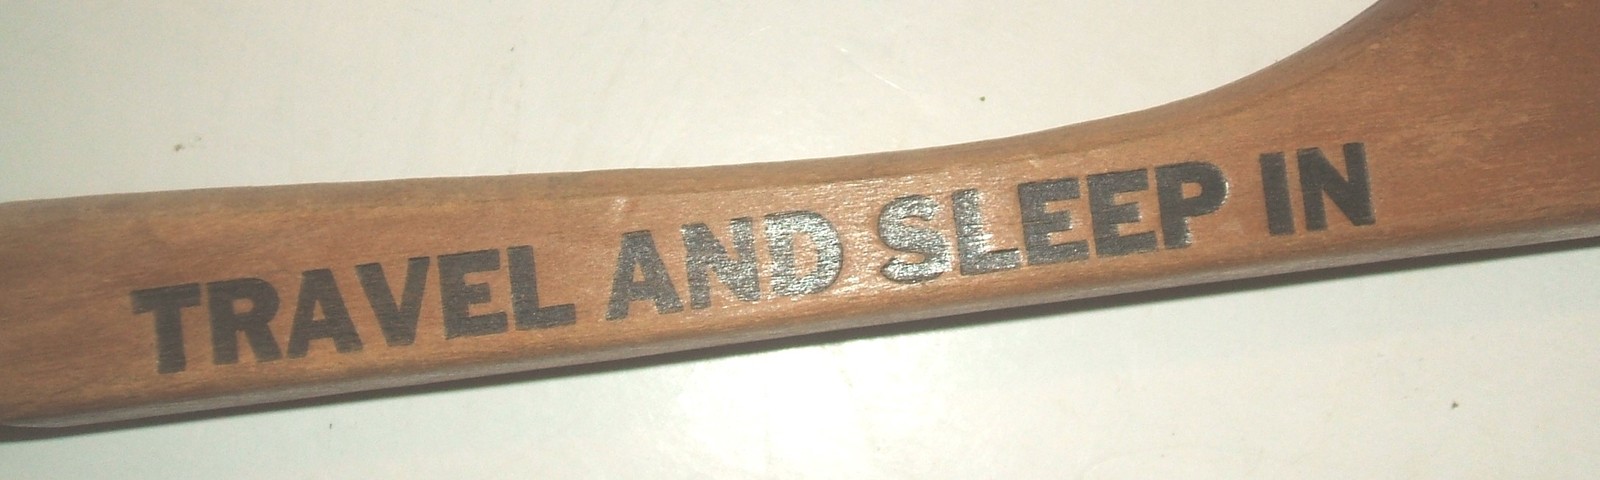 TRAVEL AND SLEEP IN